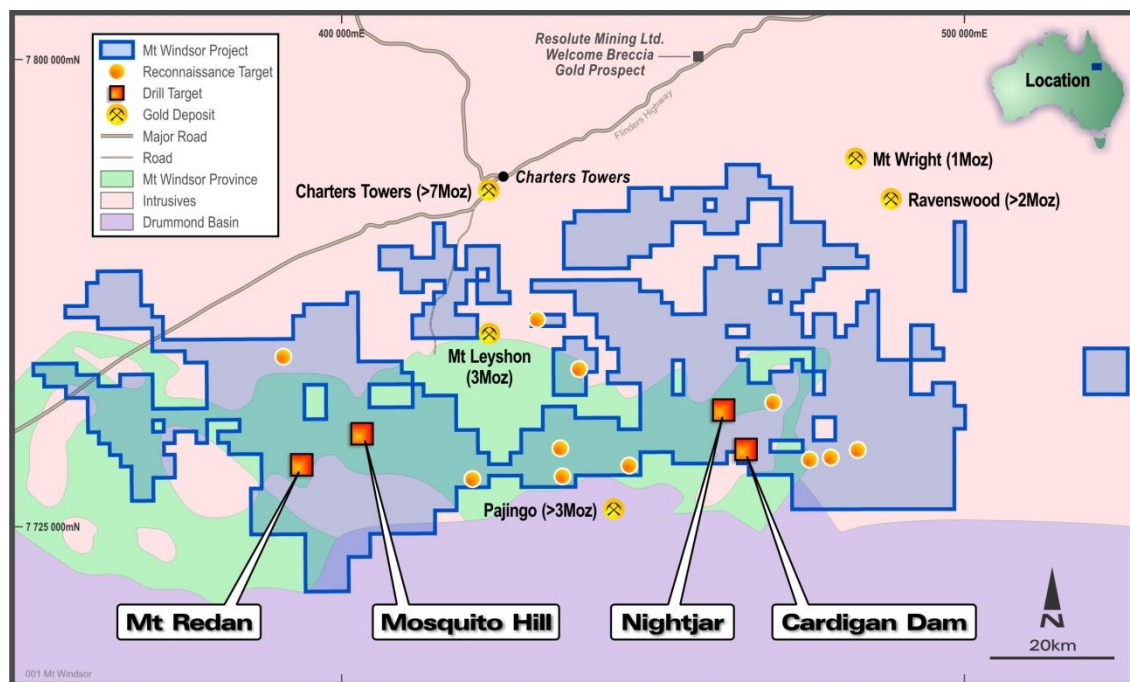 400 000mE
500 000mE
7 800 000mN
Mt Windsor Project
Reconnaissance Target
Drill Target
Gold Deposit
Major Road
Road
Mt Windsor Province
Intrusives
Drummond Basin
Resolute Mining Ltd.
Welcome Breccia
Gold Prospect
Flinders Highway
Location
Mt Wright (1Moz)
Charters Towers
Charters Towers (>7Moz)
Ravenswood (>2Moz)
Mt Leyshon
(3Moz)
Pajingo (>3Moz)
7 725 000mN
Mt Redan
Mosquito Hill
Nightjar
Cardigan Dam
N
20km
001 Mt Windsor